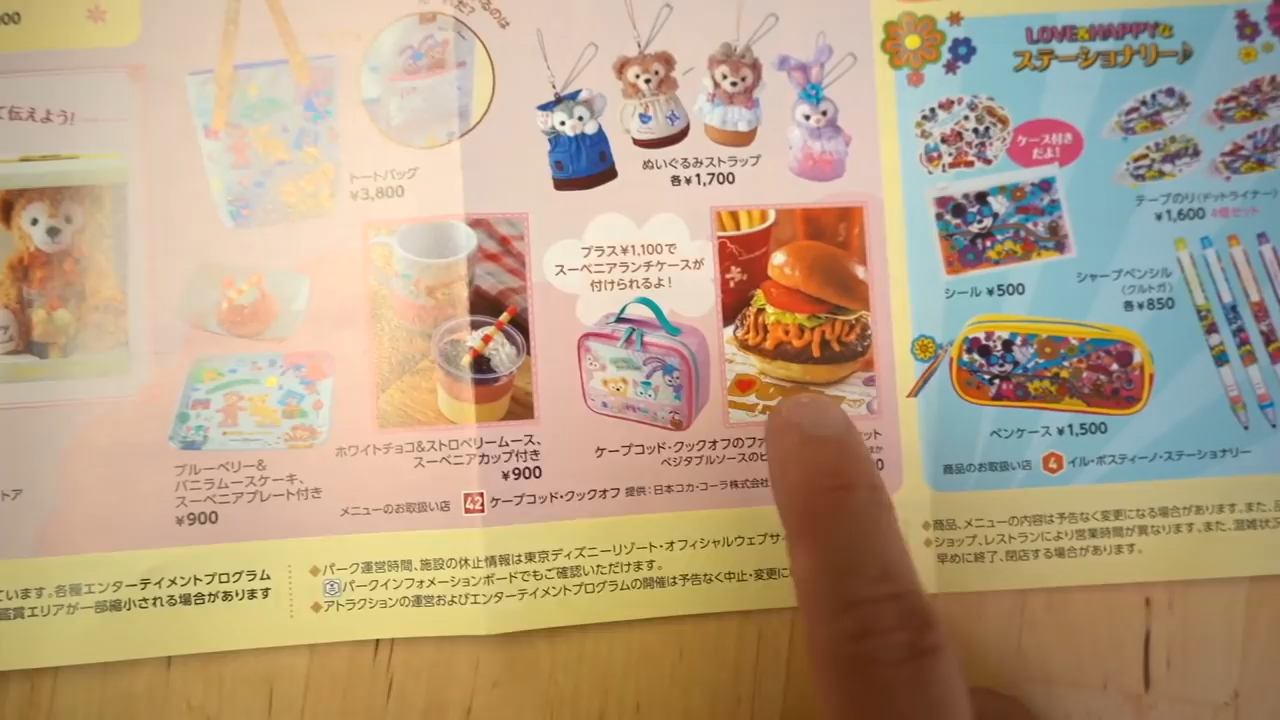 のは
だ?
て伝えよう!
トートバッグ
¥3,800
ぬいぐるみストラップ
各¥1,700
プラス¥1,100で
スーベニアランチケースが
付けられるよ!
ブルーベリー&
バニラムースケーキ、
スーベニアプレート付き
¥900
ホワイトチョコ&ストロベリームース、
スーベニアカップ付き
¥900
ケープコッド・クックオフのファ
ベジタブルソースの
ット
メニューのお取扱い店 42 ケープコッド・クックオフ 提供:日本コカ・コーラ株式会社
LOVE&HAPPYな
ステーショナリー♪
ケース付き
だよ!
テープのり(ドットライナー)
¥1,600 4個セット
シール ¥500
シャープペンシル
(クルトガ)
各¥850
ペンケース ¥1,500
商品のお取扱い店 4 イル・ポスティーノ・ステーショナリー
ています。各種エンターテイメントプログラム
鑑賞エリアが一部縮小される場合があります
◆パーク運営時間、施設の休止情報は東京ディズニーリゾート・オフィシャルウェブサ
パークインフォメーションボードでもご確認いただけます。
◆アトラクションの運営およびエンターテイメントプログラムの開催は予告なく中止・変更に
◆商品、メニューの内容は予告なく変更になる場合があります。また、
◆ショップ、レストランにより営業時間が異なります。また、混雑状
早めに終了、閉店する場合があります。